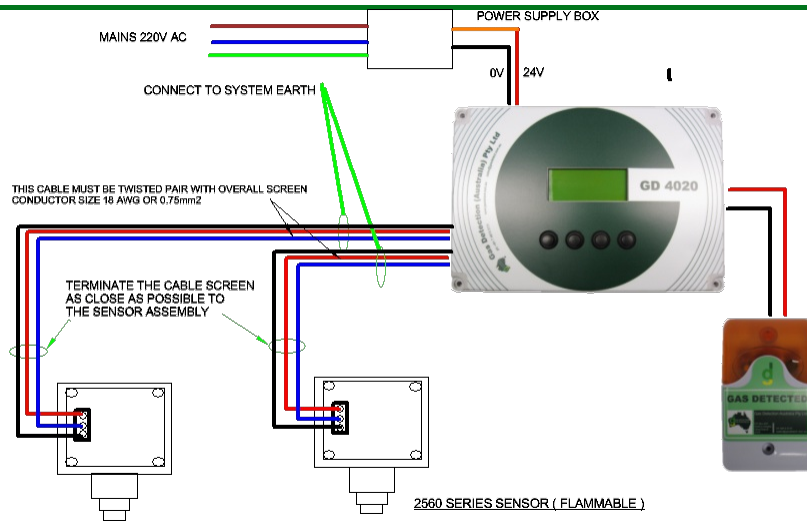 POWER SUPPLY BOX
MAINS 220V AC
0V 24V
CONNECT TO SYSTEM EARTH
Gas Detection (Australia) Pty Ltd
GD 4020
THIS CABLE MUST BE TWISTED PAIR WITH OVERALL SCREEN
CONDUCTOR SIZE 18 AWG OR 0.75mm2
TERMINATE THE CABLE SCREEN
AS CLOSE AS POSSIBLE TO
THE SENSOR ASSEMBLY
GAS DETECTED
2560 SERIES SENSOR ( FLAMMABLE )